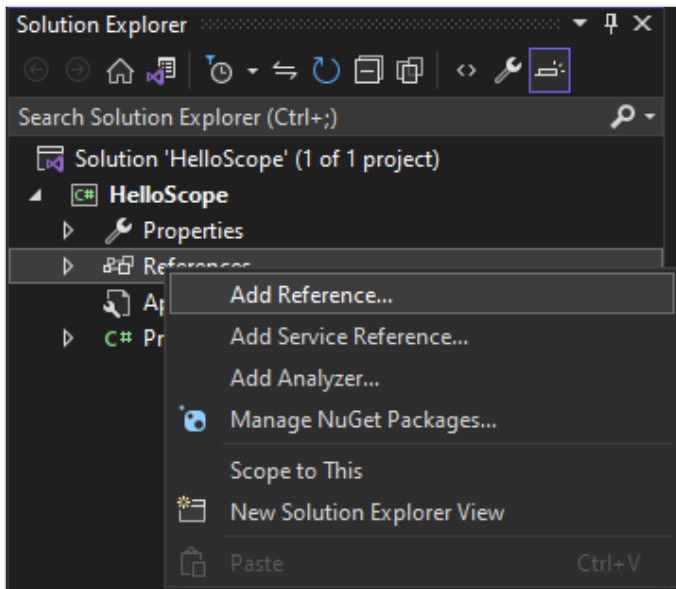 Solution Explorer
Search Solution Explorer (Ctrl+;)
Solution 'HelloScope' (1 of 1 project)
C# HelloScope
Properties
References
Add Reference...
Add Service Reference...
C#
Add Analyzer...
Manage NuGet Packages...
Scope to This
New Solution Explorer View
Paste Ctrl+V